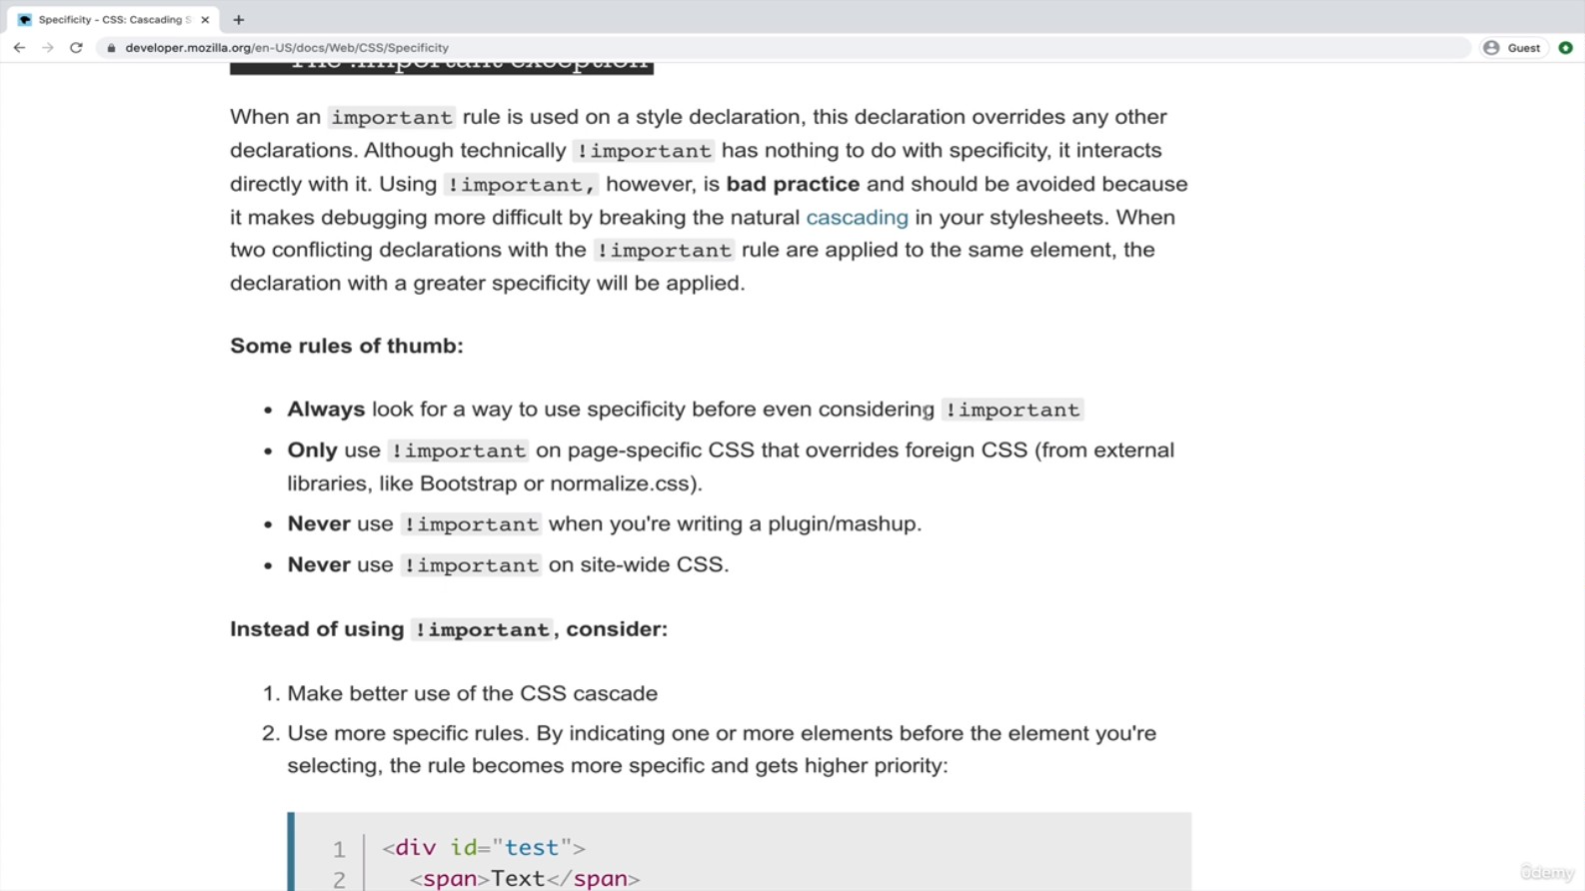 Specificity - CSS: Cascading S
developer.mozilla.org/en-US/docs/Web/CSS/Specificity
Guest
The !important exception
When an important rule is used on a style declaration, this declaration overrides any other
declarations. Although technically !important has nothing to do with specificity, it interacts
directly with it. Using !important, however, is bad practice and should be avoided because
it makes debugging more difficult by breaking the natural cascading in your stylesheets. When
two conflicting declarations with the !important rule are applied to the same element, the
declaration with a greater specificity will be applied.
Some rules of thumb:
• Always look for a way to use specificity before even considering !important
• Only use !important on page-specific CSS that overrides foreign CSS (from external
libraries, like Bootstrap or normalize.css).
• Never use !important when you're writing a plugin/mashup.
• Never use !important on site-wide CSS.
Instead of using !important, consider:
1. Make better use of the CSS cascade
2. Use more specific rules. By indicating one or more elements before the element you're
selecting, the rule becomes more specific and gets higher priority:
1 <div id="test">
2 <span>Text</span>
ûdemy